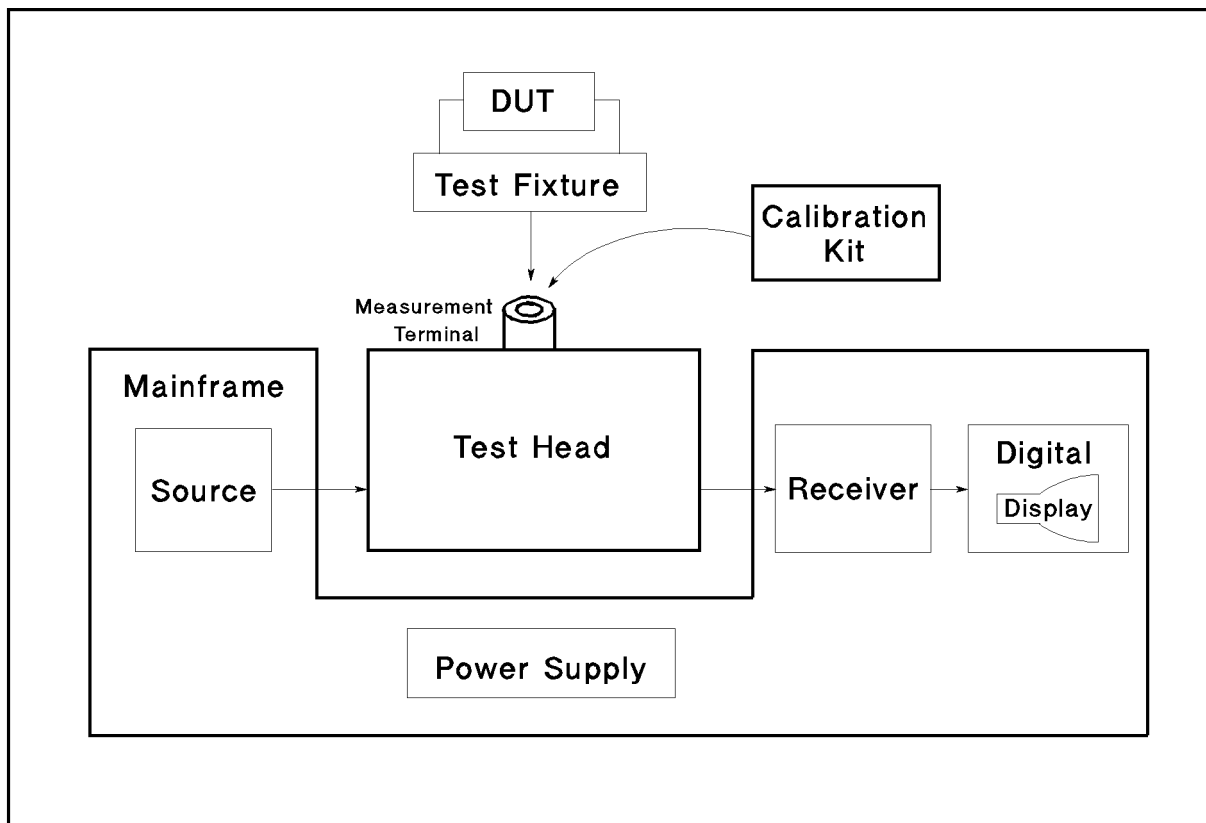 DUT
Test Fixture
Calibration
Kit
Measurement
Terminal
Mainframe
Test Head
Source
Receiver
Digital
Display
Power Supply